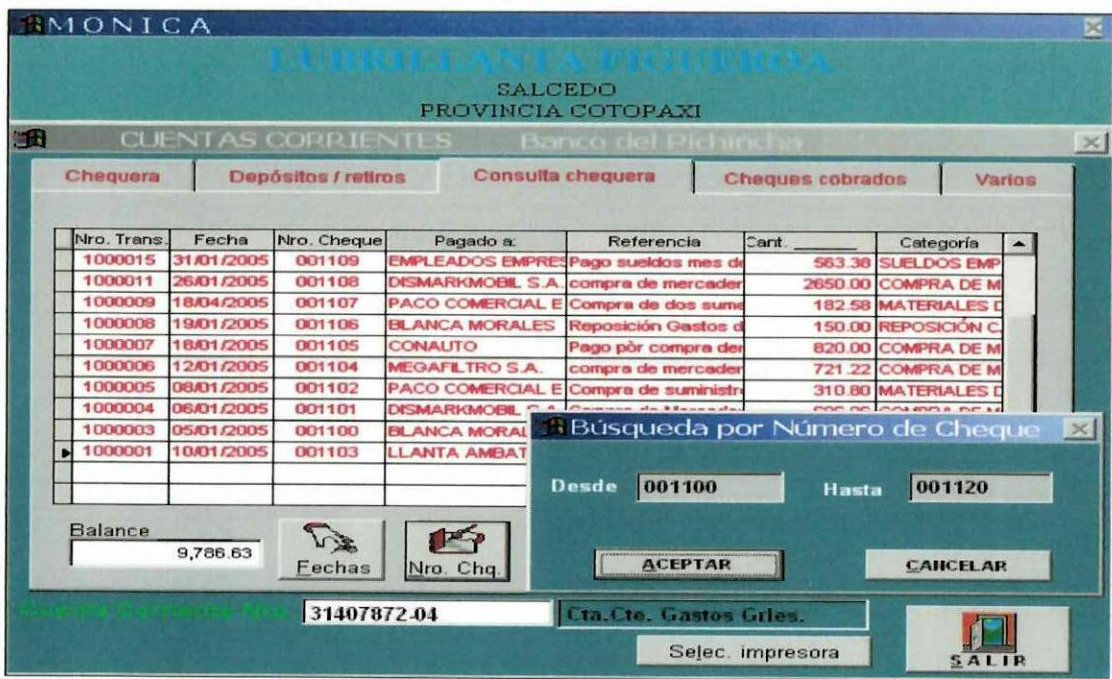 MONICA
LUBRILLANTA FIGUEROA
SALCEDO
PROVINCIA COTOPAXI
CUENTAS CORRIENTES Banco del Pichincha
Chequera Depósitos / retiros Consulta chequera Cheques cobrados Varios
Nro. Trans. Fecha Nro. Cheque Pagado a: Referencia Cant. Categoría
1000015 31/01/2005 001109 EMPLEADOS EMPRES Pago sueldos mes de 563.38 SUELDOS EMP
1000011 26/01/2005 001108 DISMARKMOBIL S.A. compra de mercader 2650.00 COMPRA DE M
1000009 18/04/2005 001107 PACO COMERCIAL E Compra de dos sume 182.58 MATERIALES D
1000008 19/01/2005 001106 BLANCA MORALES Reposición Gastos d 150.00 REPOSICIÓN C
1000007 18/01/2005 001105 CONAUTO Pago pòr compra der 820.00 COMPRA DE M
1000006 12/01/2005 001104 MEGAFILTRO S.A. compra de mercader 721.22 COMPRA DE M
1000005 08/01/2005 001102 PACO COMERCIAL E Compra de suministr 310.80 MATERIALES D
1000004 06/01/2005 001101 DISMARKMOBIL
1000003 05/01/2005 001100 BLANCA MORAL
1000001 10/01/2005 001103 LLANTA AMBAT
Búsqueda por Número de Cheque
Desde 001100 Hasta 001120
ACEPTAR CANCELAR
Balance
9,786.63
Fechas Nro. Chq.
Cuenta Corriente Nro. 31407872-04 Cta.Cte. Gastos Grles.
Selec. impresora
SALIR